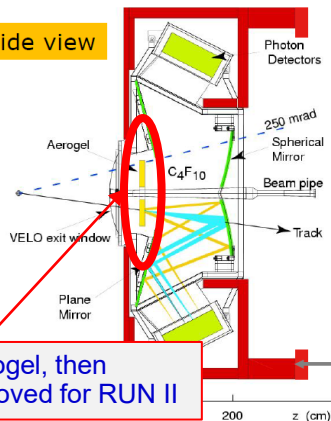 ide view
Photon
Detectors
250 mrad
Aerogel
C4F10
Spherical
Mirror
Beam pipe
VELO exit window
Track
Plane
Mirror
ogel, then
oved for RUN II
200 z (cm)